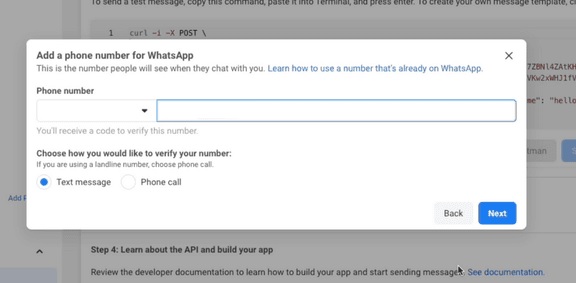 To send a test message, copy this command, paste it into Terminal, and press enter. To create your own message template, cl
1 curl -i -X POST \
Add a phone number for WhatsApp
This is the number people will see when they chat with you. Learn how to use a number that's already on WhatsApp.
Phone number
You'll receive a code to verify this number.
Choose how you would like to verify your number:
If you are using a landline number, choose phone call.
Text message Phone call
Back Next
me": "hello
tman
Add
Step 4: Learn about the API and build your app
Review the developer documentation to learn how to build your app and start sending messages. See documentation.